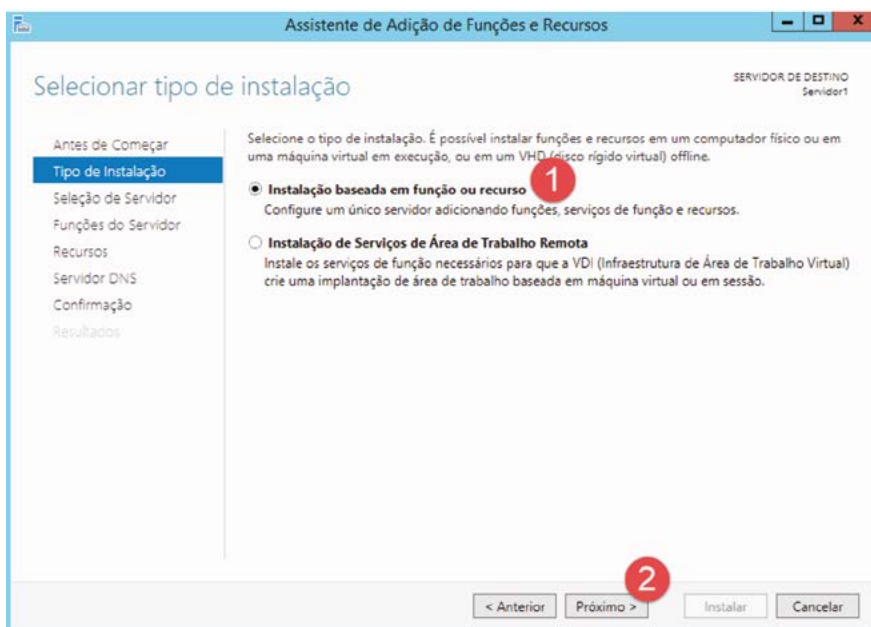 Assistente de Adição de Funções e Recursos
Selecionar tipo de instalação
SERVIDOR DE DESTINO
Servidor1
Antes de Começar
Tipo de Instalação
Seleção de Servidor
Funções do Servidor
Recursos
Servidor DNS
Confirmação
Resultados
Selecione o tipo de instalação. É possível instalar funções e recursos em um computador físico ou em
uma máquina virtual em execução, ou em um VHD (disco rígido virtual) offline.
Instalação baseada em função ou recurso
1
Configure um único servidor adicionando funções, serviços de função e recursos.
Instalação de Serviços de Área de Trabalho Remota
Instale os serviços de função necessários para que a VDI (Infraestrutura de Área de Trabalho Virtual)
crie uma implantação de área de trabalho baseada em máquina virtual ou em sessão.
2
< Anterior Próximo > Instalar Cancelar